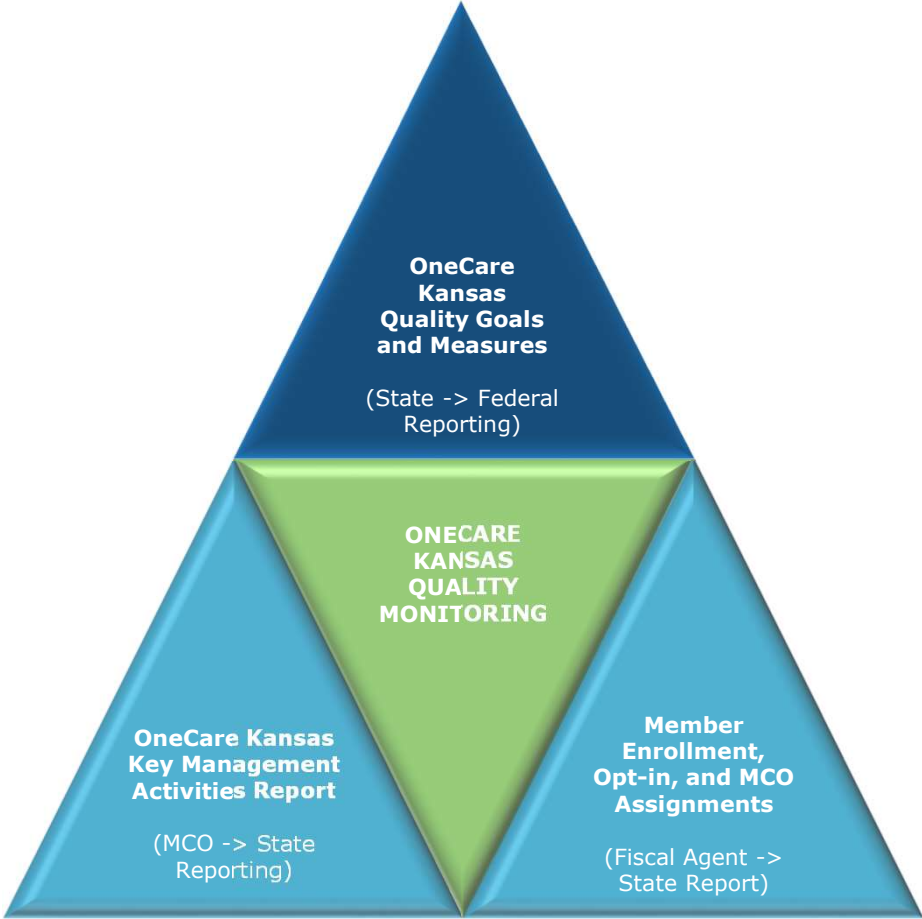 OneCare
Kansas
Quality Goals
and Measures
(State -> Federal
Reporting)
ONECARE
KANSAS
QUALITY
MONITORING
OneCare Kansas
Key Management
Activities Report
(MCO -> State
Reporting)
Member
Enrollment,
Opt-in, and MCO
Assignments
(Fiscal Agent ->
State Report)